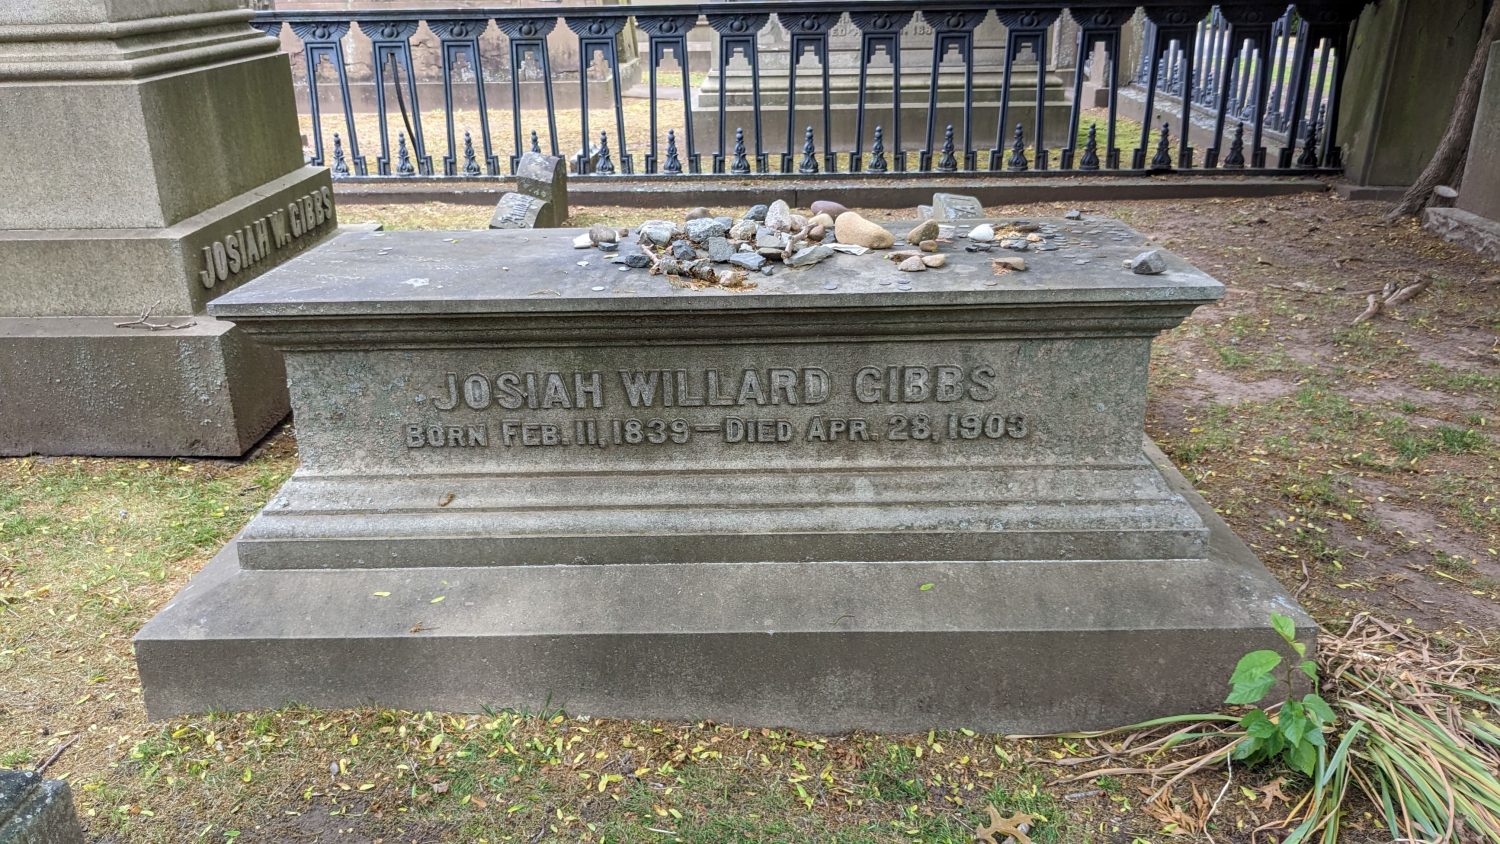 JOSIAH W. GIBBS
JOSIAH WILLARD GIBBS
BORN FEB. 11, 1839—DIED APR. 28, 1903